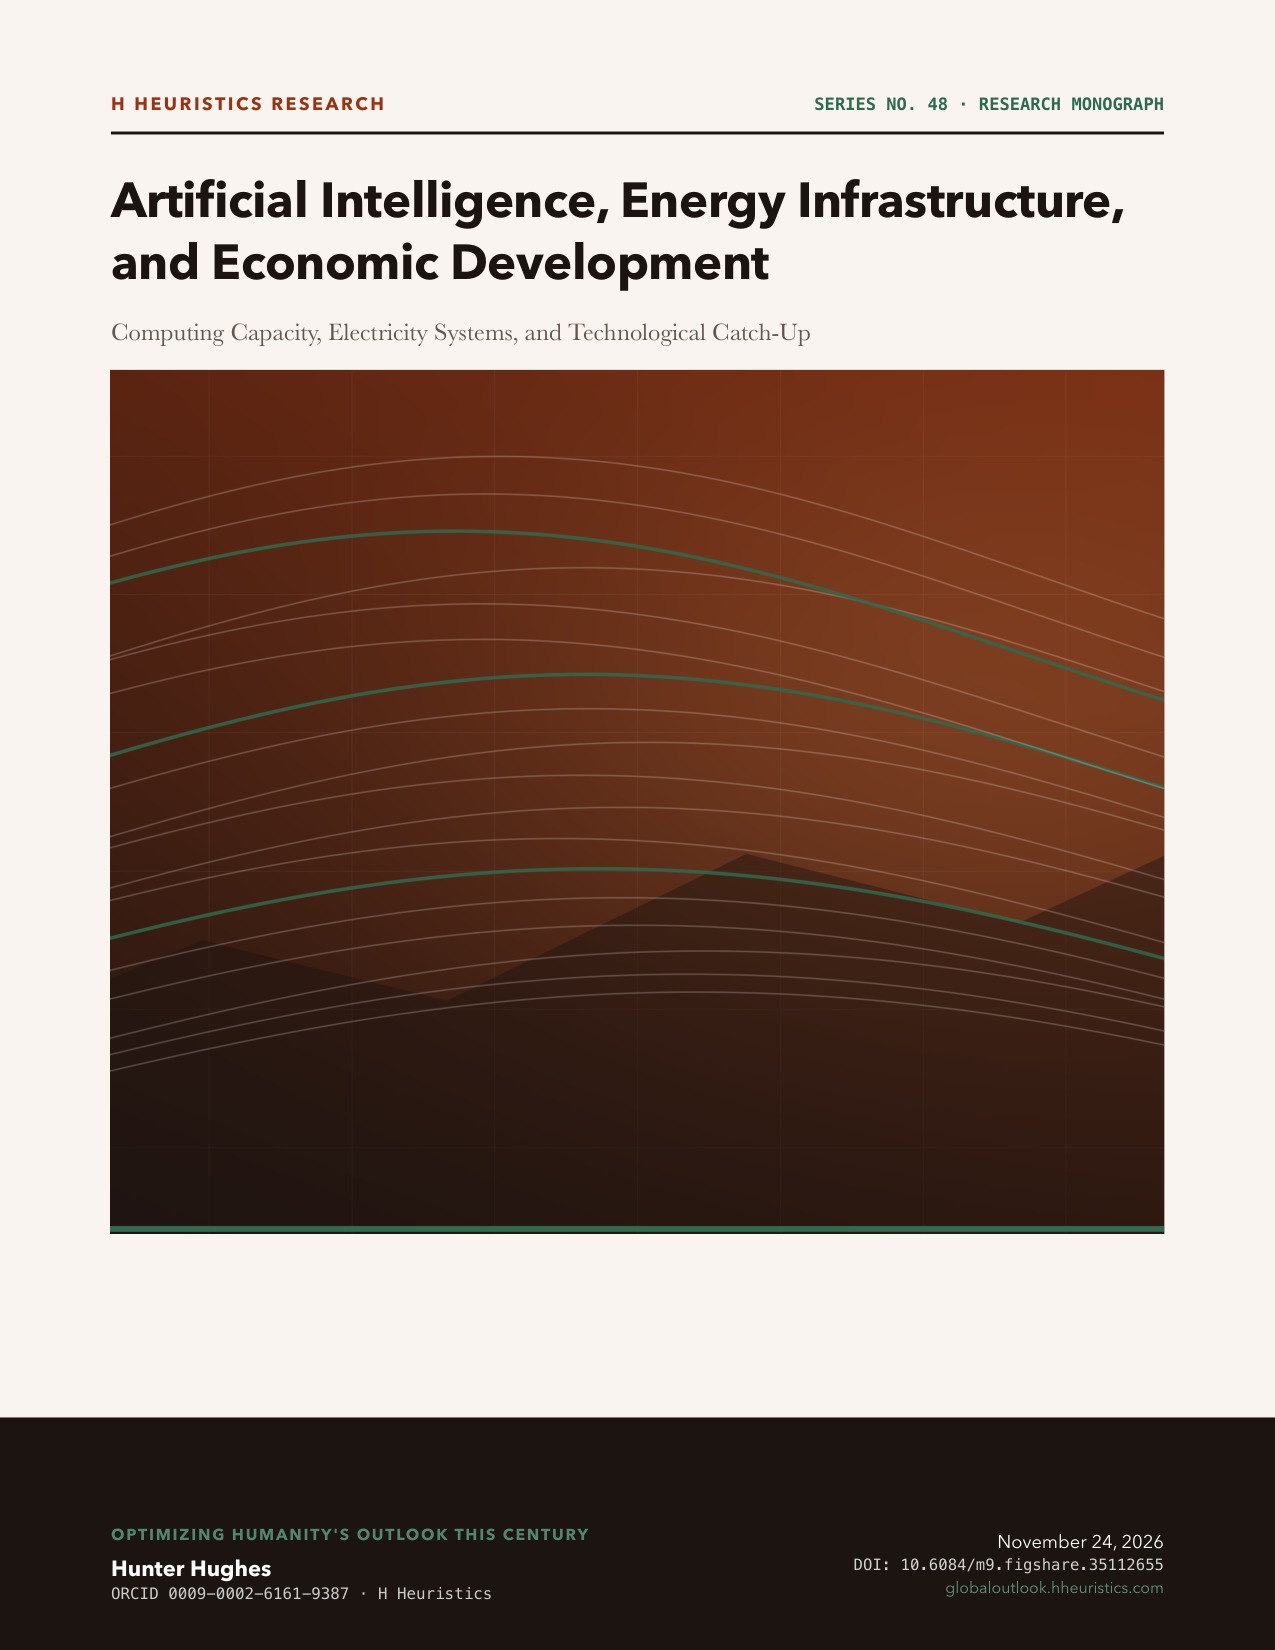 H HEURISTICS RESEARCH
SERIES NO. 48 · RESEARCH MONOGRAPH
Artificial Intelligence, Energy Infrastructure,
and Economic Development
Computing Capacity, Electricity Systems, and Technological Catch-Up
OPTIMIZING HUMANITY'S OUTLOOK THIS CENTURY
Hunter Hughes
ORCID 0009-0002-6161-9387 · H Heuristics
November 24, 2026
DOI: 10.6084/m9.figshare.35112655
globaloutlook.hheuristics.com